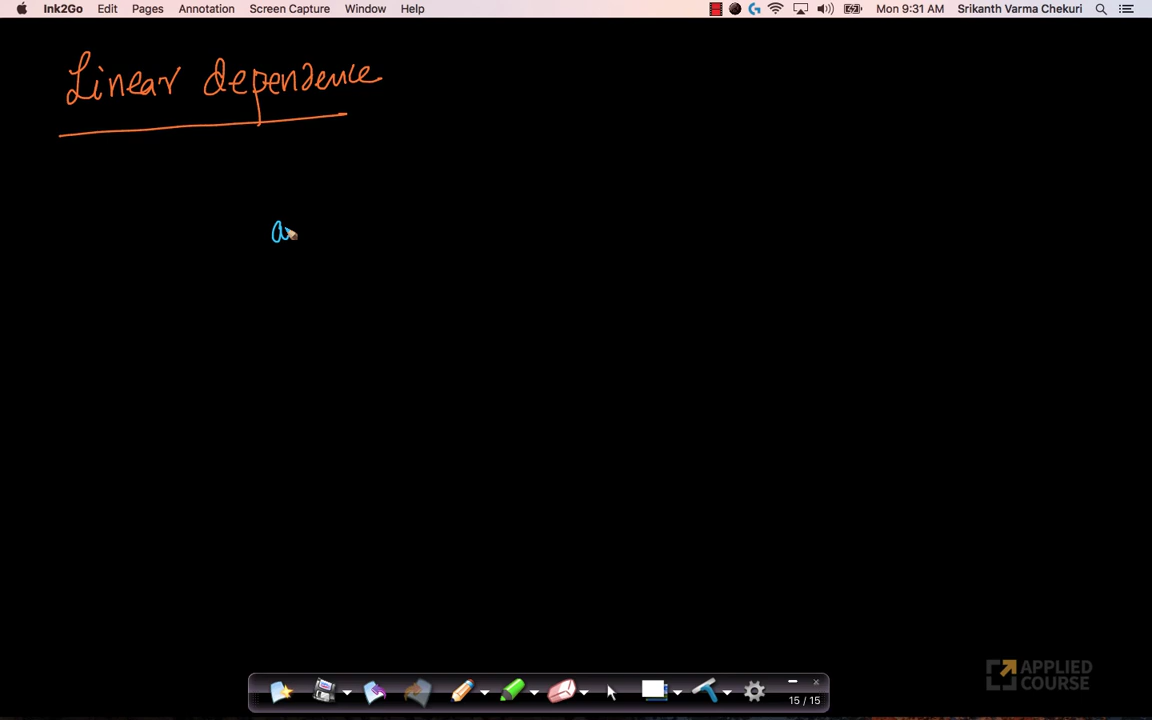 Ink2Go Edit Pages Annotation Screen Capture Window Help Mon 9:31 AM Srikanth Varma Chekuri
Linear dependence
a
APPLIED
COURSE
15 / 15